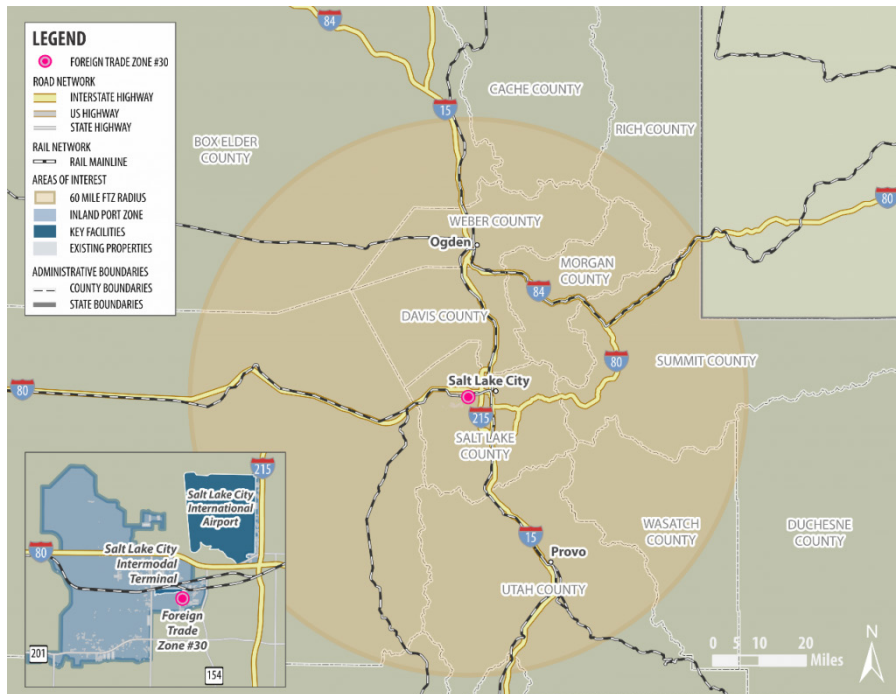 LEGEND
FOREIGN TRADE ZONE #30
ROAD NETWORK
INTERSTATE HIGHWAY
US HIGHWAY
STATE HIGHWAY
RAIL NETWORK
RAIL MAINLINE
AREAS OF INTEREST
60 MILE FTZ RADIUS
INLAND PORT ZONE
KEY FACILITIES
EXISTING PROPERTIES
ADMINISTRATIVE BOUNDARIES
COUNTY BOUNDARIES
STATE BOUNDARIES
84
15
CACHE COUNTY
RICH COUNTY
BOX ELDER
COUNTY
80
WEBER COUNTY
Ogden
MORGAN
COUNTY
84
DAVIS COUNTY
80
SUMMIT COUNTY
80
Salt Lake City
215
SALT LAKE
COUNTY
15
WASATCH
COUNTY
DUCHESNE
COUNTY
Provo
UTAH COUNTY
215
Salt Lake City
International
Airport
80
Salt Lake City
Intermodal
Terminal
Foreign
Trade
Zone #30
201
154
N
0 5 10 20
Miles